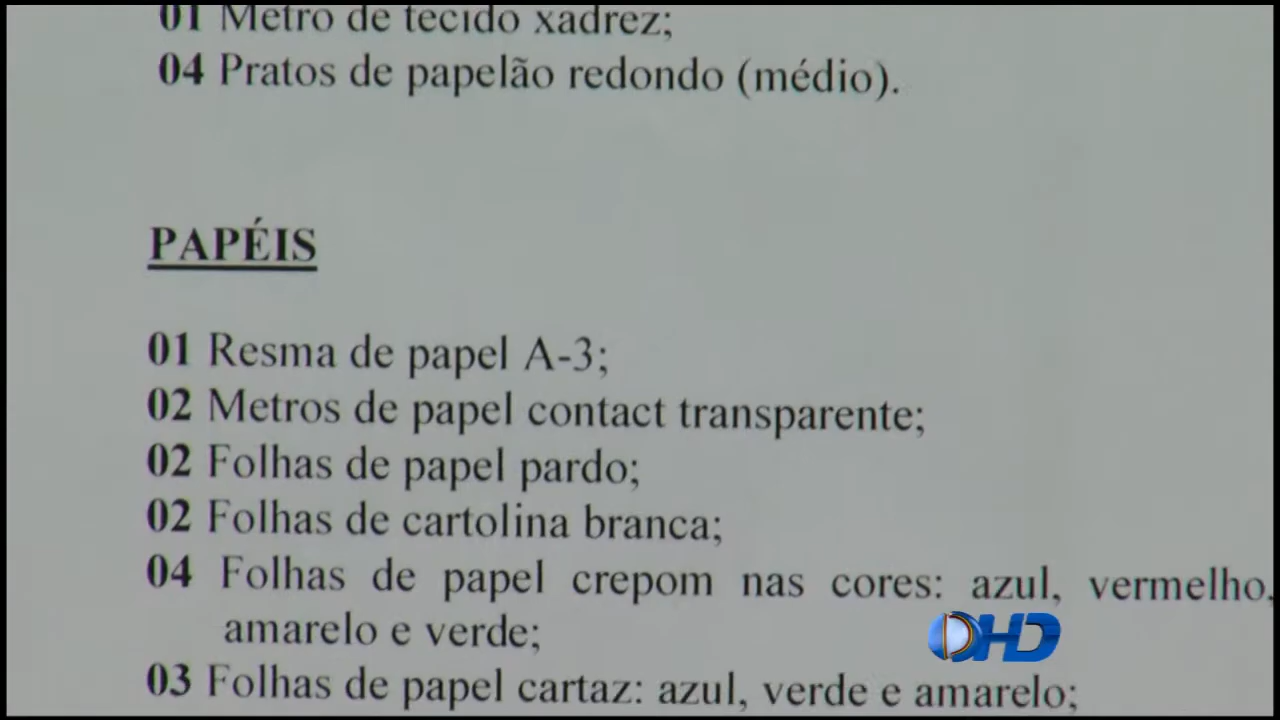 01 Metro de tecido xadrez;
04 Pratos de papelão redondo (médio).
PAPÉIS
01 Resma de papel A-3;
02 Metros de papel contact transparente;
02 Folhas de papel pardo;
02 Folhas de cartolina branca;
04 Folhas de papel crepom nas cores: azul, vermelho,
amarelo e verde;
HD
03 Folhas de papel cartaz: azul, verde e amarelo;